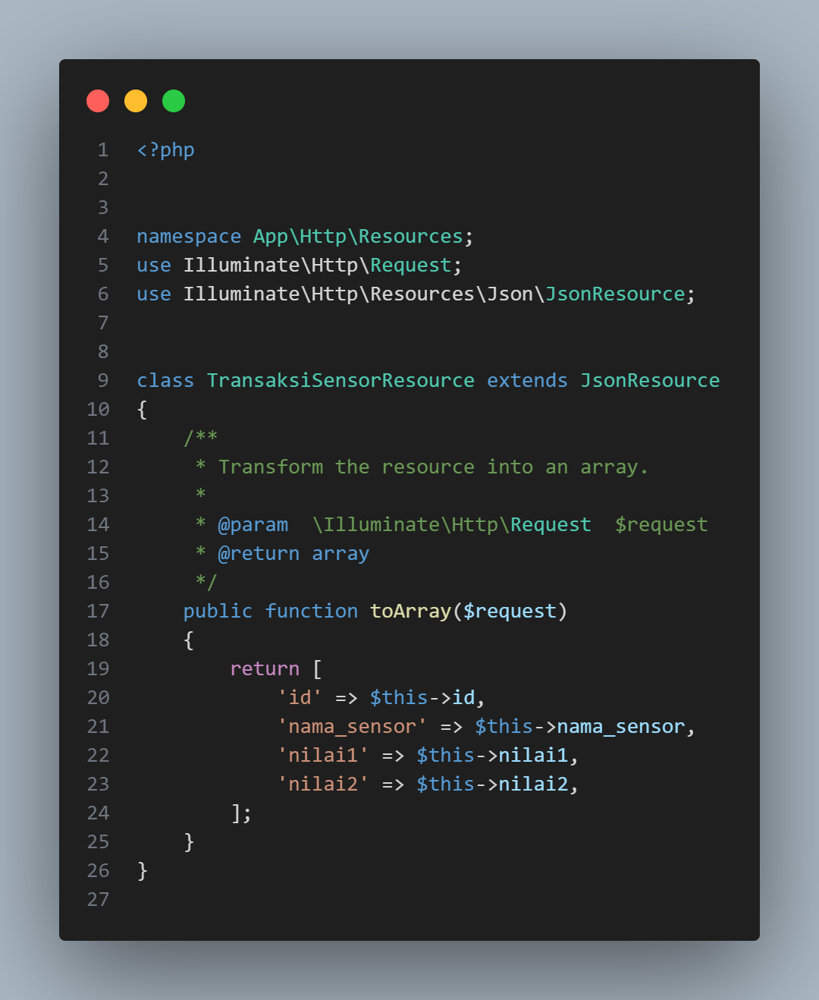 1 <?php
2
3
4 namespace App\Http\Resources;
5 use Illuminate\Http\Request;
6 use Illuminate\Http\Resources\Json\JsonResource;
7
8
9 class TransaksiSensorResource extends JsonResource
10 {
11     /**
12      * Transform the resource into an array.
13      *
14      * @param  \Illuminate\Http\Request  $request
15      * @return array
16      */
17     public function toArray($request)
18     {
19         return [
20             'id' => $this->id,
21             'nama_sensor' => $this->nama_sensor,
22             'nilai1' => $this->nilai1,
23             'nilai2' => $this->nilai2,
24         ];
25     }
26 }
27